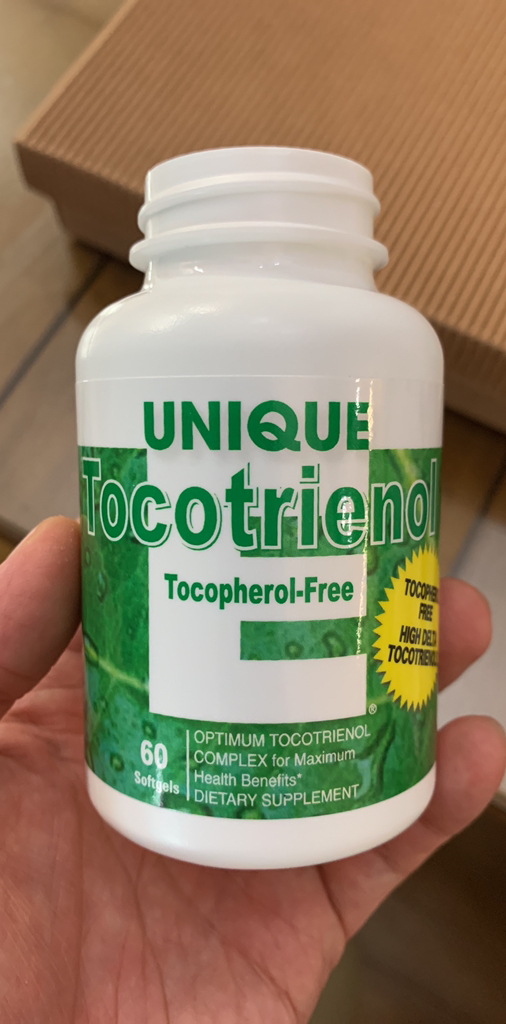 UNIQUE
Tocotrienol
Tocopherol-Free
FREE
HIGH DELTA
®
60
Softgels
OPTIMUM TOCOTRIENOL
COMPLEX for Maximum
Health Benefits*
DIETARY SUPPLEMENT